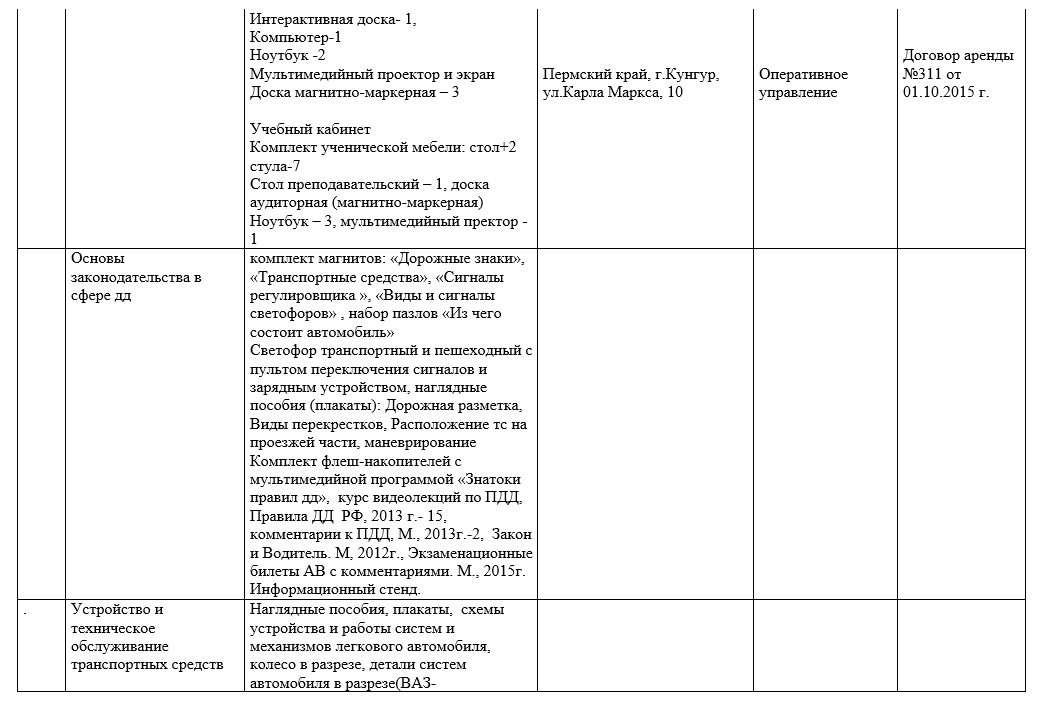 Интерактивная доска- 1,
Компьютер-1
Ноутбук -2
Мультимедийный проектор и экран
Доска магнитно-маркерная – 3
Учебный кабинет
Комплект ученической мебели: стол+2
стула-7
Стол преподавательский – 1, доска
аудиторная (магнитно-маркерная)
Ноутбук – 3, мультимедийный пректор -
1
Пермский край, г.Кунгур,
ул.Карла Маркса, 10
Оперативное
управление
Договор аренды
№311 от
01.10.2015 г.
Основы
законодательства в
сфере дд
комплект магнитов: «Дорожные знаки»,
«Транспортные средства», «Сигналы
регулировщика », «Виды и сигналы
светофоров» , набор пазлов «Из чего
состоит автомобиль»
Светофор транспортный и пешеходный с
пультом переключения сигналов и
зарядным устройством, наглядные
пособия (плакаты): Дорожная разметка,
Виды перекрестков, Расположение тс на
проезжей части, маневрирование
Комплект флеш-накопителей с
мультимедийной программой «Знатоки
правил дд», курс видеолекций по ПДД,
Правила ДД РФ, 2013 г.- 15,
комментарии к ПДД, М., 2013г.-2, Закон
и Водитель. М, 2012г., Экзаменационные
билеты АВ с комментариями. М., 2015г.
Информационный стенд.
.
Устройство и
техническое
обслуживание
транспортных средств
Наглядные пособия, плакаты, схемы
устройства и работы систем и
механизмов легкового автомобиля,
колесо в разрезе, детали систем
автомобиля в разрезе(ВАЗ-